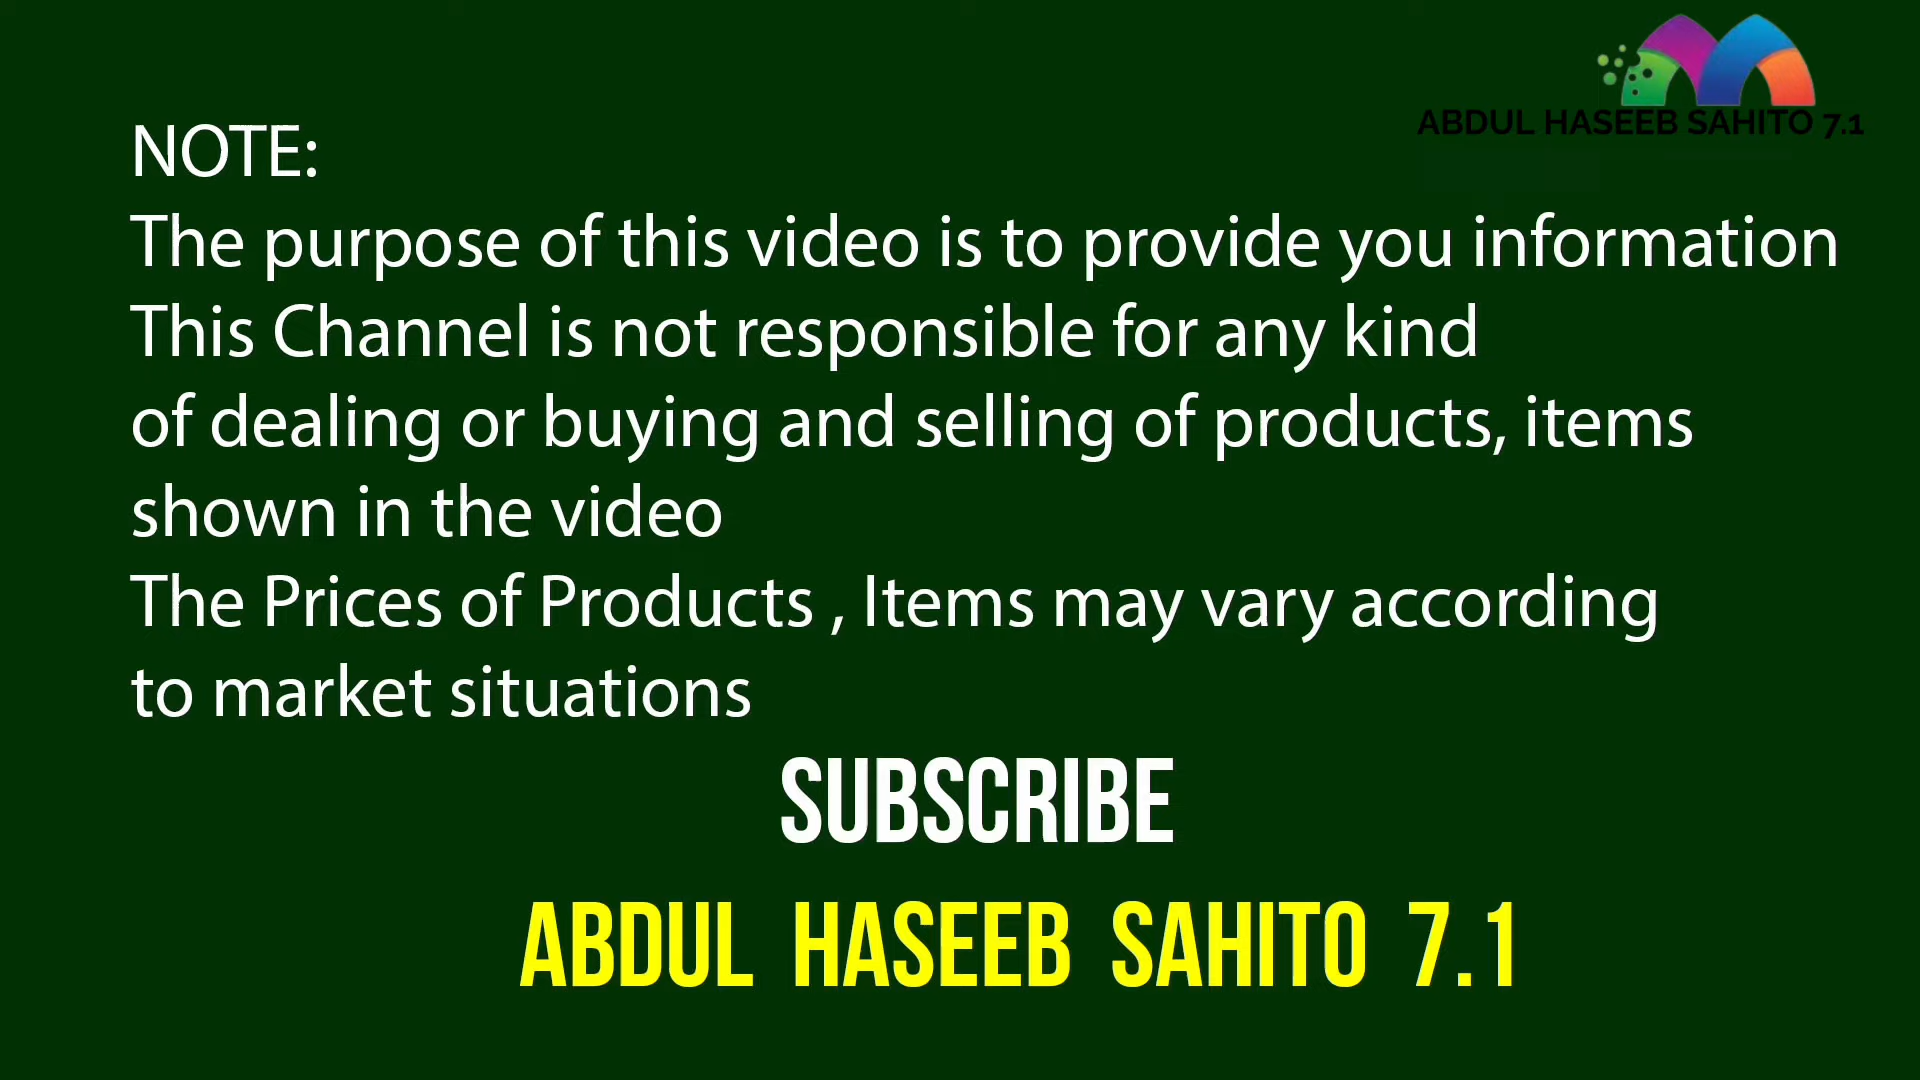 ABDUL HASEEB SAHITO 7.1
NOTE:
The purpose of this video is to provide you information
This Channel is not responsible for any kind
of dealing or buying and selling of products, items
shown in the video
The Prices of Products , Items may vary according
to market situations
SUBSCRIBE
ABDUL HASEEB SAHITO 7.1